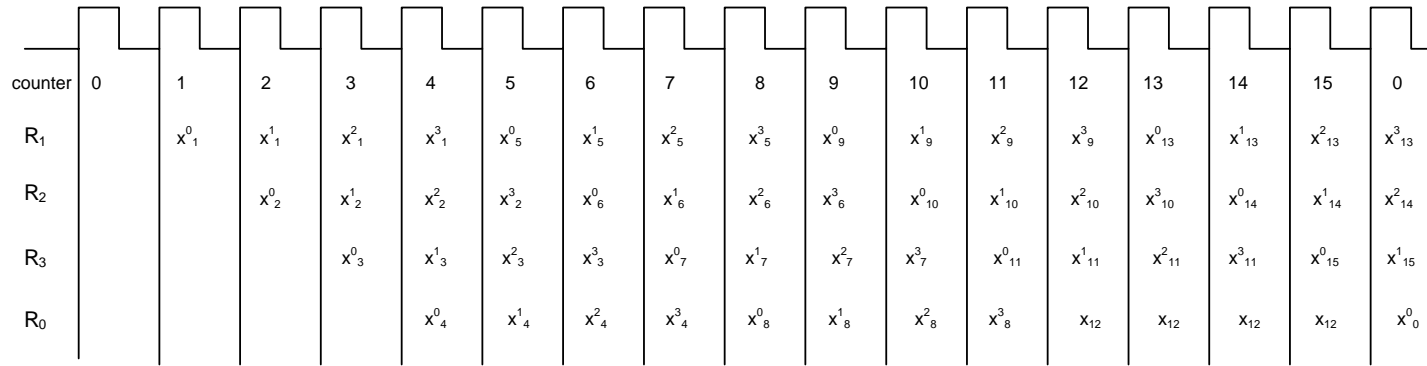 counter 0 1 2 3 4 5 6 7 8 9 10 11 12 13 14 15 0
R₁ x⁰₁ x¹₁ x²₁ x³₁ x⁰₅ x¹₅ x²₅ x³₅ x⁰₉ x¹₉ x²₉ x³₉ x⁰₁₃ x¹₁₃ x²₁₃ x³₁₃
R₂ x⁰₂ x¹₂ x²₂ x³₂ x⁰₆ x¹₆ x²₆ x³₆ x⁰₁₀ x¹₁₀ x²₁₀ x³₁₀ x⁰₁₄ x¹₁₄ x²₁₄
R₃ x⁰₃ x¹₃ x²₃ x³₃ x⁰₇ x¹₇ x²₇ x³₇ x⁰₁₁ x¹₁₁ x²₁₁ x³₁₁ x⁰₁₅ x¹₁₅
R₀ x⁰₄ x¹₄ x²₄ x³₄ x⁰₈ x¹₈ x²₈ x³₈ x₁₂ x₁₂ x₁₂ x₁₂ x⁰₀